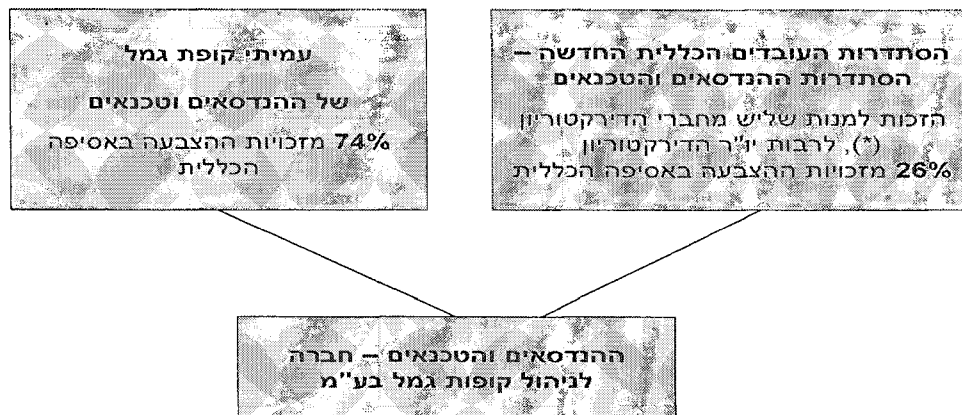 הסתדרות העובדים הכללית החדשה –
הסתדרות ההנדסאים והטכנאים
הזכות למנות שליש מחברי הדירקטוריון
(*), לרבות יו"ר הדירקטוריון
26% מזכויות ההצבעה באסיפה הכללית
עמיתי קופת גמל
של ההנדסאים וטכנאים
74% מזכויות ההצבעה באסיפה
הכללית
ההנדסאים והטכנאים – חברה
לניהול קופות גמל בע"מ